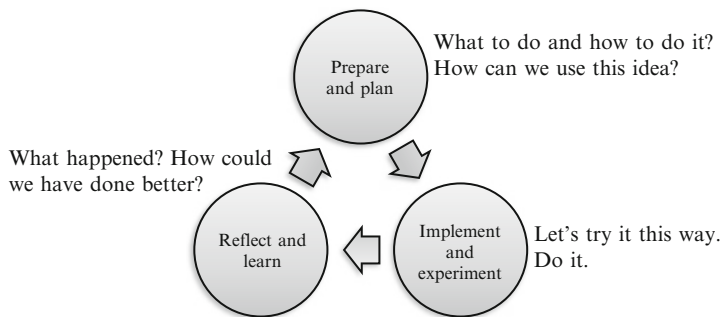 Prepare
and plan
What to do and how to do it?
How can we use this idea?
What happened? How could
we have done better?
Reflect and
learn
Implement
and
experiment
Let's try it this way.
Do it.